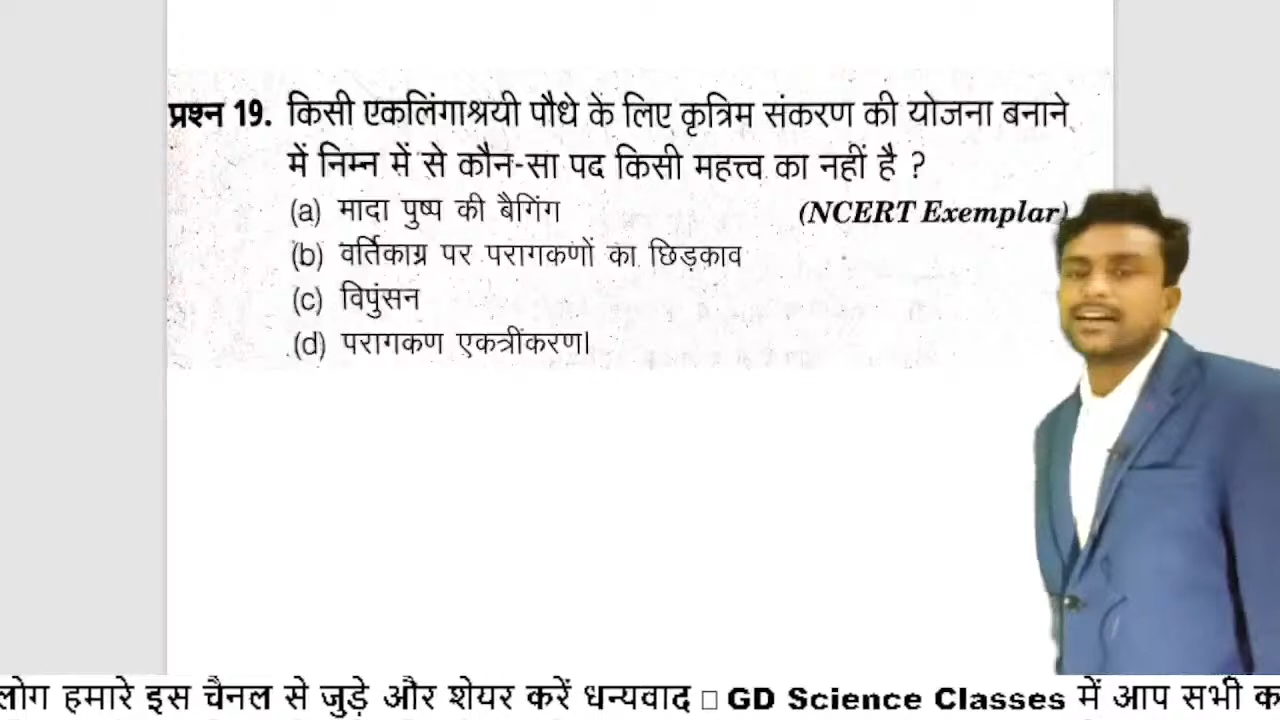 प्रश्न 19. किसी एकलिंगाश्रयी पौधे के लिए कृत्रिम संकरण की योजना बनाने
में निम्न में से कौन-सा पद किसी महत्त्व का नहीं है ?
(a) मादा पुष्प की बैगिंग (NCERT Exemplar)
(b) वर्तिकाग्र पर परागकणों का छिड़काव
(c) विपुंसन
(d) परागकण एकत्रींकरण।
लोग हमारे इस चैनल से जुड़े और शेयर करें धन्यवाद □ GD Science Classes में आप सभी क